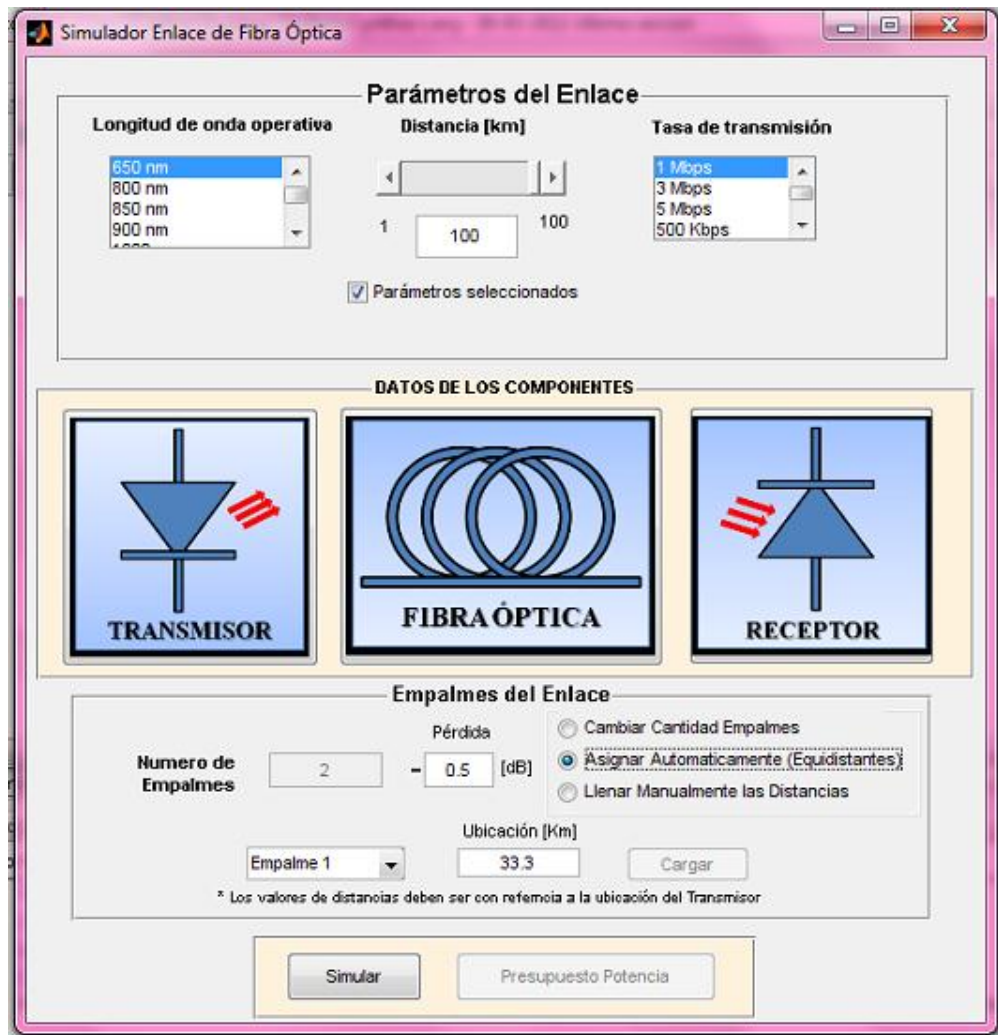 Simulador Enlace de Fibra Óptica
Parámetros del Enlace
Longitud de onda operativa
Distancia [km]
Tasa de transmisión
650 nm
800 nm
850 nm
900 nm
1
100
100
1 Mbps
3 Mbps
5 Mbps
500 Kbps
Parámetros seleccionados
DATOS DE LOS COMPONENTES
TRANSMISOR
FIBRA ÓPTICA
RECEPTOR
Empalmes del Enlace
Numero de
Empalmes
2
Pérdida
- 0.5 [dB]
Cambiar Cantidad Empalmes
Asignar Automaticamente (Equidistantes)
Llenar Manualmente las Distancias
Ubicación [Km]
Empalme 1
33.3
Cargar
* Los valores de distancias deben ser con refernoia a la ubicación del Transmisor
Simular
Presupuesto Potencia